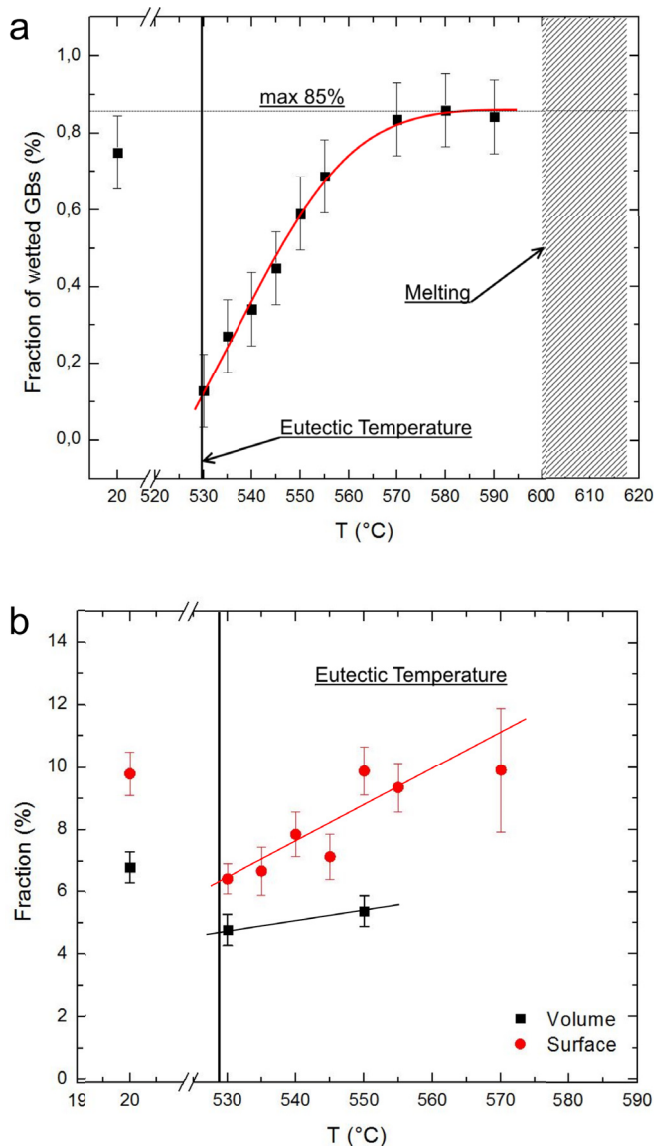 a
1,0
0,8
0,6
0,4
0,2
0,0
Fraction of wetted GBs (%)
max 85%
Melting
Eutectic Temperature
20 520 530 540 550 560 570 580 590 600 610 620
T (°C)
b
14
12
10
8
6
4
2
0
Fraction (%)
Eutectic Temperature
Volume
Surface
19 20 530 540 550 560 570 580 590
T (°C)